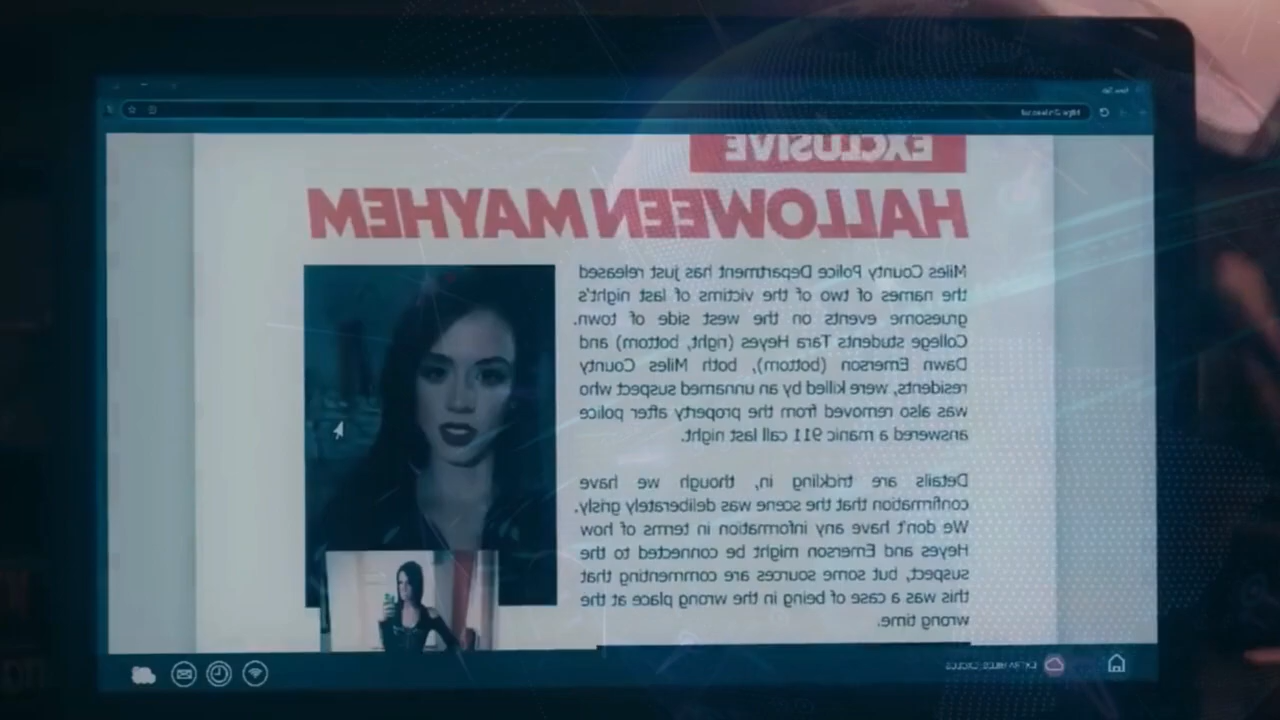 EXCLUSIVE
HALLOWEEN MAYHEM
Miles County Police Department has just released
the names of two of the victims of last night's
gruesome events on the west side of town.
College students Tara Heyes (right, bottom) and
Dawn Emerson (bottom), both Miles County
residents, were killed by an unnamed suspect who
was also removed from the property after police
answered a manic 911 call last night.
Details are trickling in, though we have
confirmation that the scene was deliberately grisly.
We don't have any information in terms of how
Heyes and Emerson might be connected to the
suspect, but some sources are commenting that
this was a case of being in the wrong place at the
wrong time.